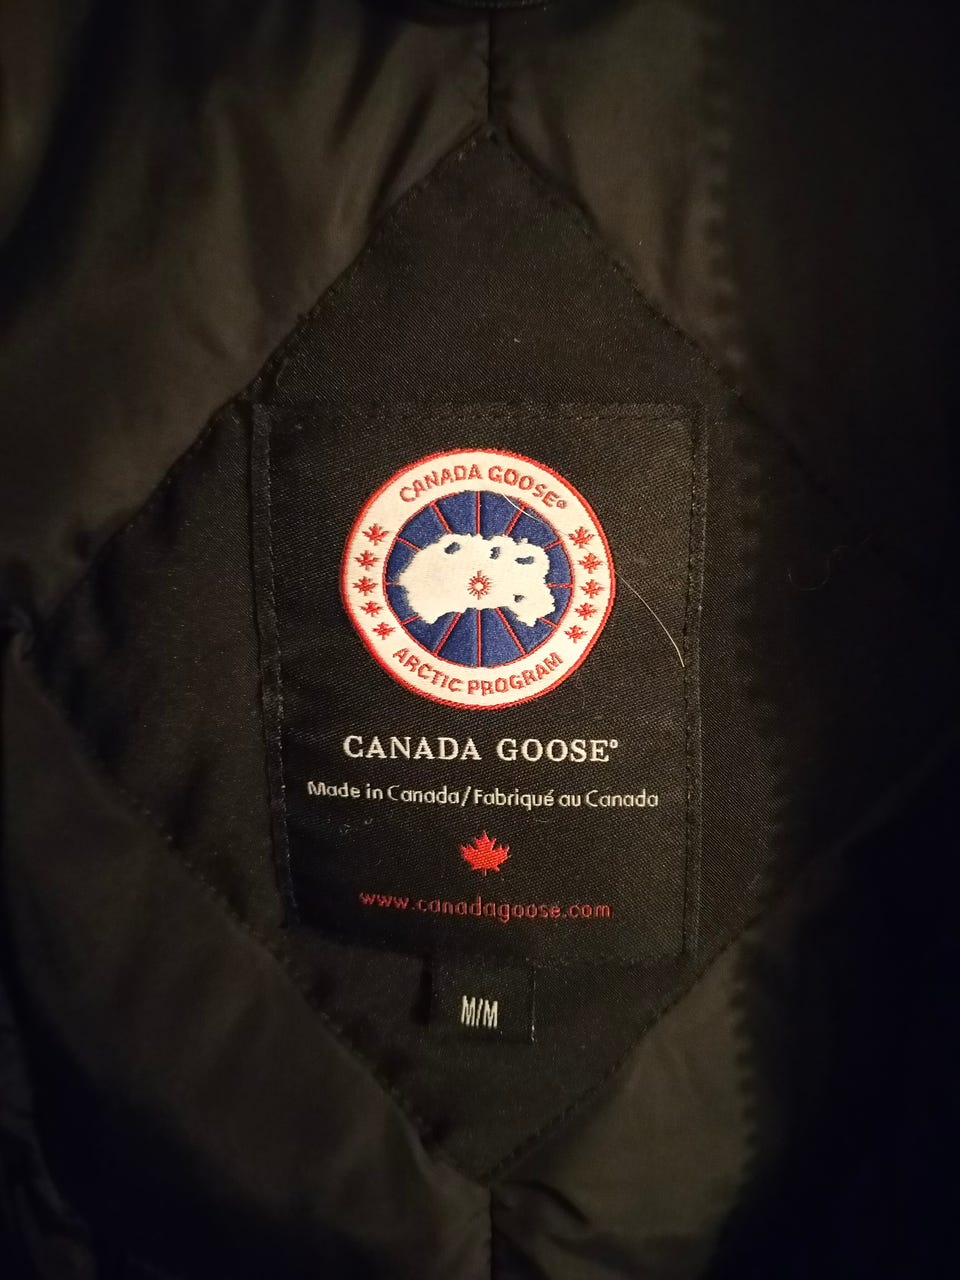 CANADA GOOSE®
ARCTIC PROGRAM
CANADA GOOSE®
Made in Canada/Fabriqué au Canada
www.canadagoose.com
M/M